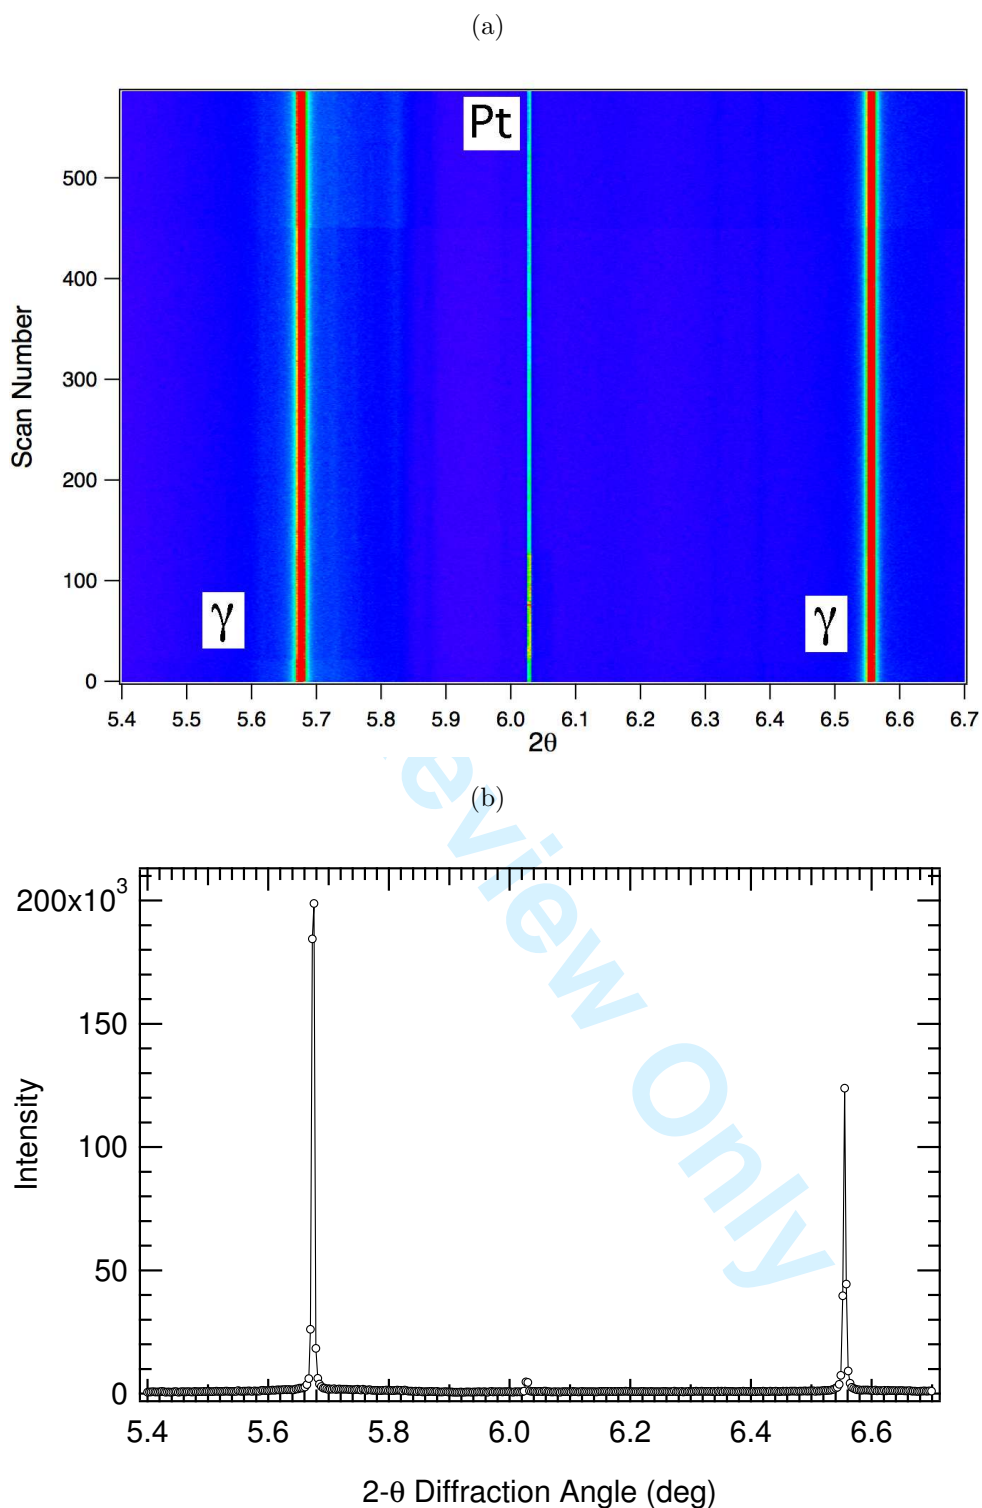 (a)
Pt
500
400
300
200
100
0
Scan Number
γ
γ
5.4 5.5 5.6 5.7 5.8 5.9 6.0 6.1 6.2 6.3 6.4 6.5 6.6 6.7
2θ
(b)
eview Only
200x10³
150
100
50
0
Intensity
5.4 5.6 5.8 6.0 6.2 6.4 6.6
2-θ Diffraction Angle (deg)